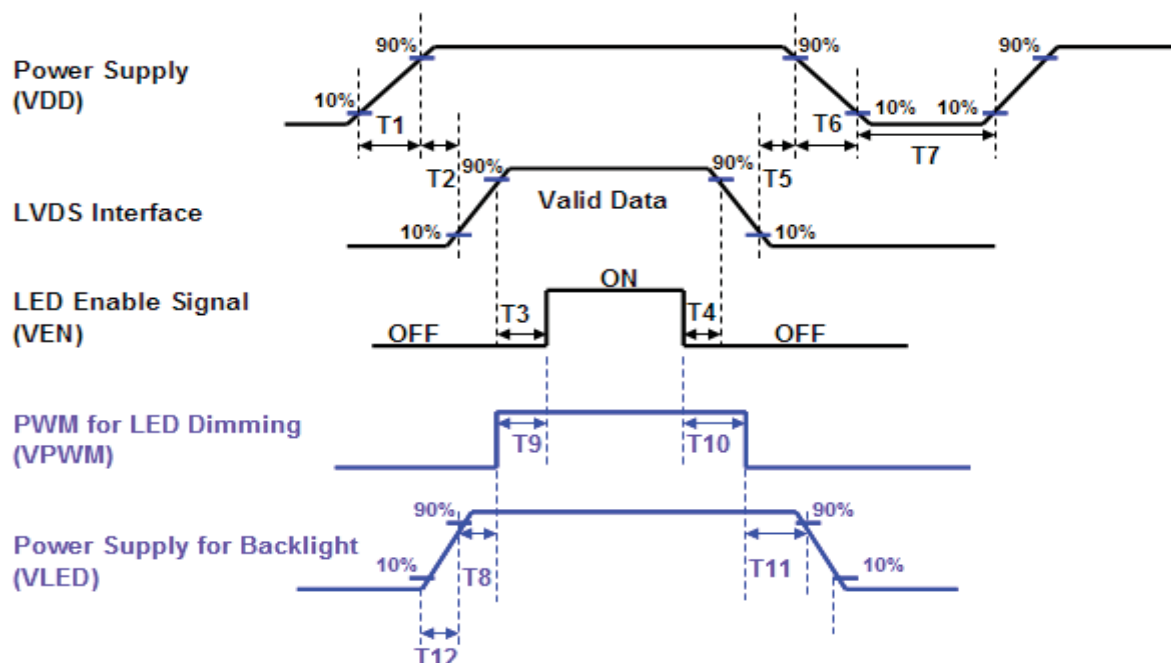 Power Supply
(VDD)
90%
10%
T1
T2
90%
10%
T6
T5
10%
T7
90%
LVDS Interface
90%
10%
Valid Data
90%
10%
LED Enable Signal
(VEN)
OFF
T3
ON
T4
OFF
PWM for LED Dimming
(VPWM)
T9
T10
Power Supply for Backlight
(VLED)
90%
10%
T8
T11
90%
10%
T12